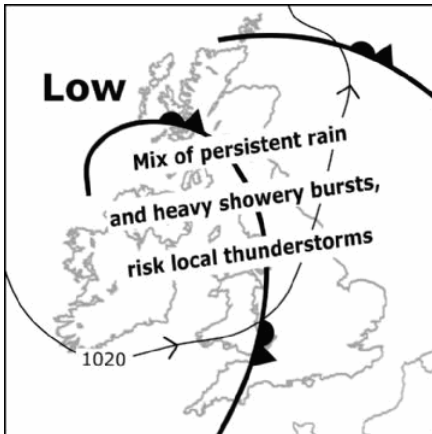 Low
Mix of persistent rain
and heavy showery bursts,
risk local thunderstorms
1020